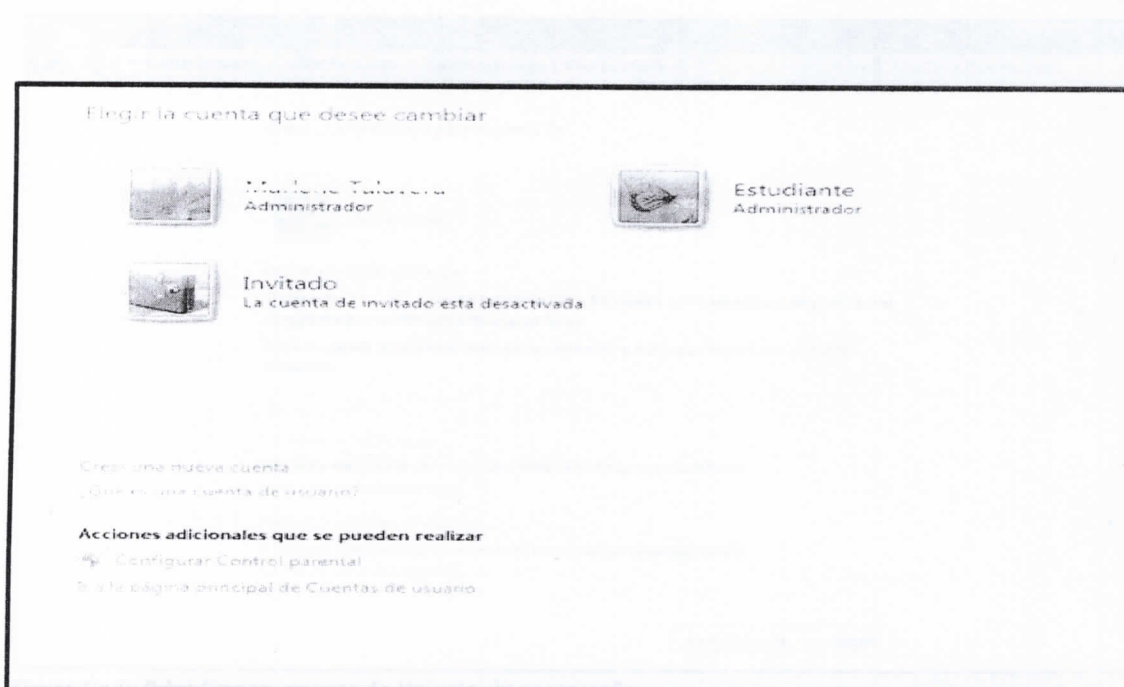 Elegir la cuenta que desee cambiar
Administrador
Estudiante
Administrador
Invitado
La cuenta de invitado esta desactivada
Crear una nueva cuenta
¿Qué es una cuenta de usuario?
Acciones adicionales que se pueden realizar
Configurar Control parental
Ir a la página principal de Cuentas de usuario